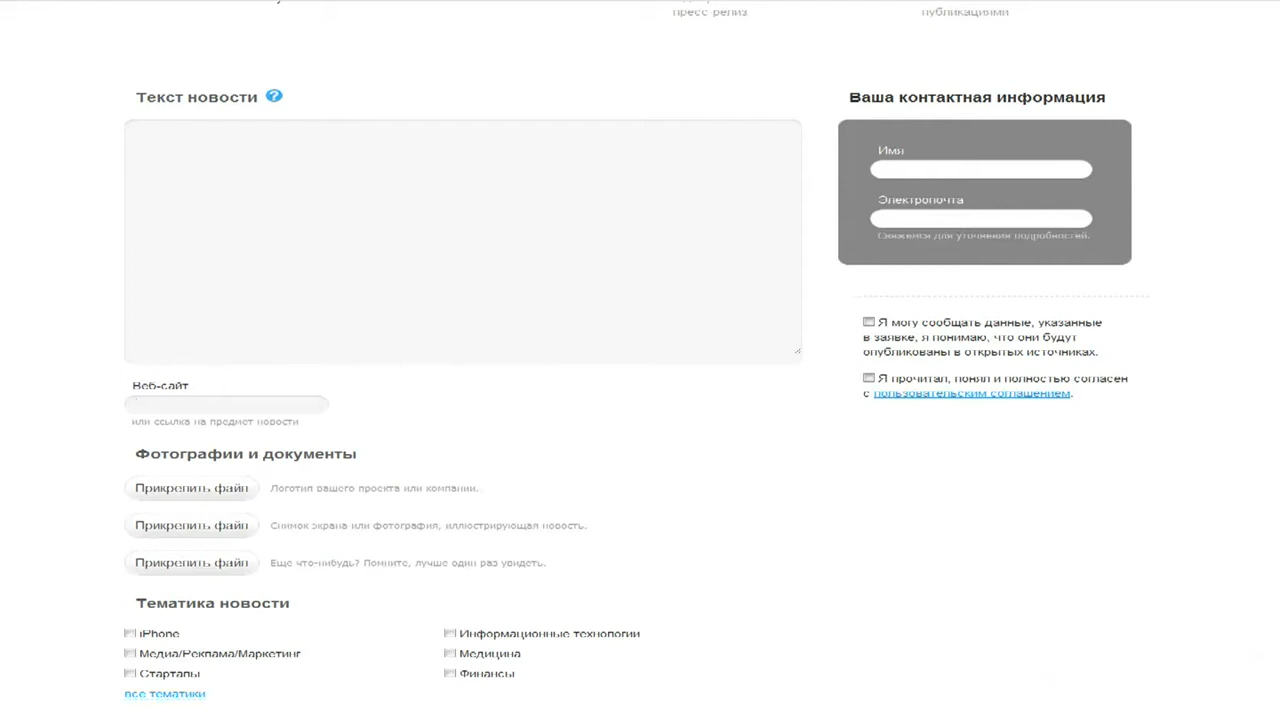 пресс-релиз
публикациями
Текст новости
Ваша контактная информация
Имя
Электропочта
Свяжемся для уточнения подробностей.
Я могу сообщать данные, указанные
в заявке, я понимаю, что они будут
опубликованы в открытых источниках.
Я прочитал, понял и полностью согласен
с пользовательским соглашением.
Веб-сайт
или ссылка на предмет новости
Фотографии и документы
Прикрепить файл Логотип вашего проекта или компании.
Прикрепить файл Снимок экрана или фотография, иллюстрирующая новость.
Прикрепить файл Еще что-нибудь? Помните, лучше один раз увидеть.
Тематика новости
iPhone Информационные технологии
Медиа/Реклама/Маркетинг Медицина
Стартапы Финансы
все тематики